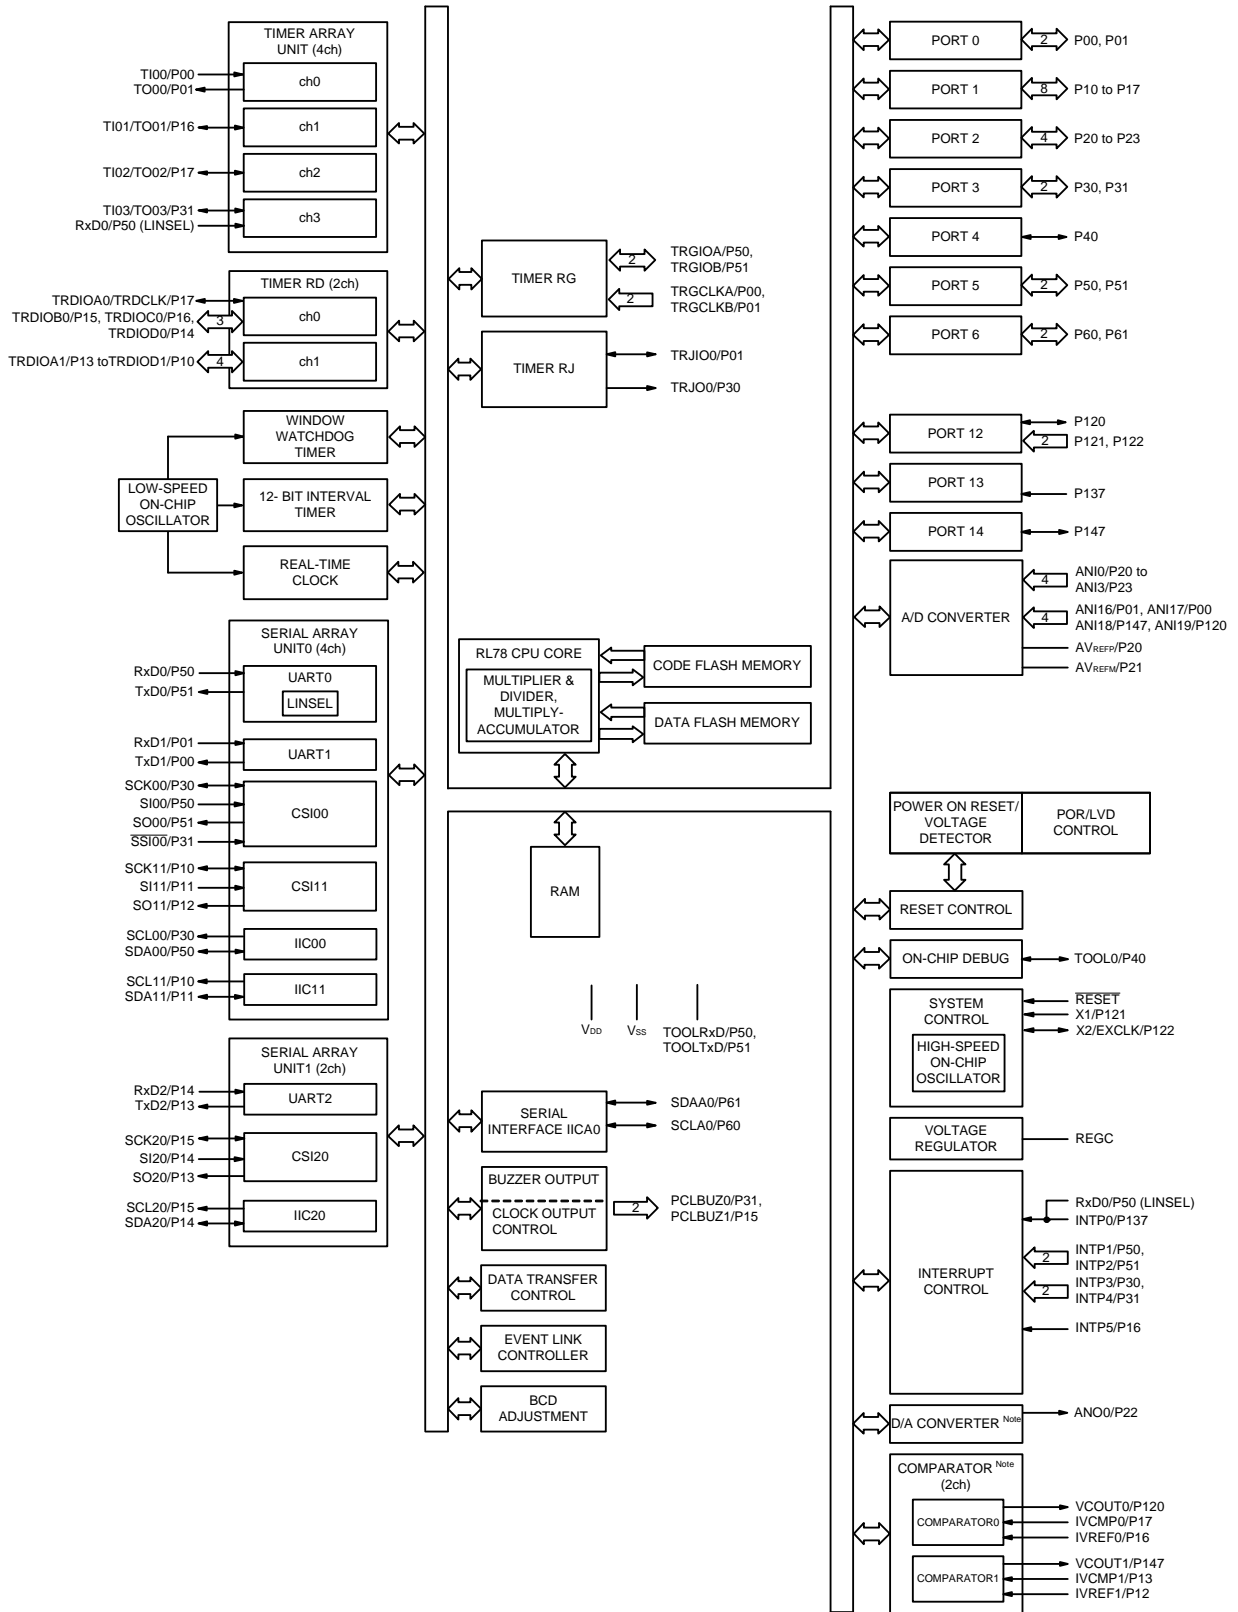 TIMER ARRAY
UNIT (4ch)
TI00/P00
TO00/P01
ch0
TI01/TO01/P16
ch1
TI02/TO02/P17
ch2
TI03/TO03/P31
RxD0/P50 (LINSEL)
ch3
TIMER RD (2ch)
TRDIOA0/TRDCLK/P17
TRDIOB0/P15, TRDIOC0/P16,
TRDIOD0/P14
3
ch0
TRDIOA1/P13 toTRDIOD1/P10
4
ch1
WINDOW
WATCHDOG
TIMER
LOW-SPEED
ON-CHIP
OSCILLATOR
12- BIT INTERVAL
TIMER
REAL-TIME
CLOCK
SERIAL ARRAY
UNIT0 (4ch)
RxD0/P50
TxD0/P51
UART0
LINSEL
RxD1/P01
TxD1/P00
UART1
SCK00/P30
SI00/P50
SO00/P51
SSI00/P31
CSI00
SCK11/P10
SI11/P11
SO11/P12
CSI11
SCL00/P30
SDA00/P50
IIC00
SCL11/P10
SDA11/P11
IIC11
SERIAL ARRAY
UNIT1 (2ch)
RxD2/P14
TxD2/P13
UART2
SCK20/P15
SI20/P14
SO20/P13
CSI20
SCL20/P15
SDA20/P14
IIC20
TIMER RG
2
TRGIOA/P50,
TRGIOB/P51
2
TRGCLKA/P00,
TRGCLKB/P01
TIMER RJ
TRJIO0/P01
TRJO0/P30
RL78 CPU CORE
MULTIPLIER &
DIVIDER,
MULTIPLY-
ACCUMULATOR
CODE FLASH MEMORY
DATA FLASH MEMORY
RAM
VDD
VSS
TOOLRxD/P50,
TOOLTxD/P51
SERIAL
INTERFACE IICA0
SDAA0/P61
SCLA0/P60
BUZZER OUTPUT
CLOCK OUTPUT
CONTROL
2
PCLBUZ0/P31,
PCLBUZ1/P15
DATA TRANSFER
CONTROL
EVENT LINK
CONTROLLER
BCD
ADJUSTMENT
PORT 0
2
P00, P01
PORT 1
8
P10 to P17
PORT 2
4
P20 to P23
PORT 3
2
P30, P31
PORT 4
P40
PORT 5
2
P50, P51
PORT 6
2
P60, P61
PORT 12
P120
2
P121, P122
PORT 13
P137
PORT 14
P147
A/D CONVERTER
4
ANI0/P20 to
ANI3/P23
4
ANI16/P01, ANI17/P00
ANI18/P147, ANI19/P120
AVREFP/P20
AVREFM/P21
POWER ON RESET/
VOLTAGE
DETECTOR
POR/LVD
CONTROL
RESET CONTROL
ON-CHIP DEBUG
TOOL0/P40
SYSTEM
CONTROL
HIGH-SPEED
ON-CHIP
OSCILLATOR
RESET
X1/P121
X2/EXCLK/P122
VOLTAGE
REGULATOR
REGC
INTERRUPT
CONTROL
RxD0/P50 (LINSEL)
INTP0/P137
2
INTP1/P50,
INTP2/P51
2
INTP3/P30,
INTP4/P31
INTP5/P16
D/A CONVERTER Note
ANO0/P22
COMPARATOR Note
(2ch)
COMPARATOR0
VCOUT0/P120
IVCMP0/P17
IVREF0/P16
COMPARATOR1
VCOUT1/P147
IVCMP1/P13
IVREF1/P12